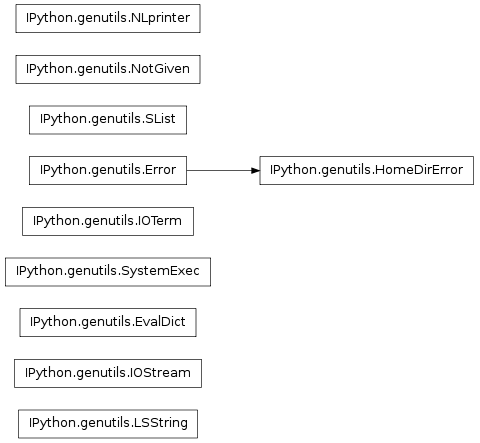 IPython.genutils.NLprinter
IPython.genutils.NotGiven
IPython.genutils.SList
IPython.genutils.Error
IPython.genutils.HomeDirError
IPython.genutils.IOTerm
IPython.genutils.SystemExec
IPython.genutils.EvalDict
IPython.genutils.IOStream
IPython.genutils.LSString